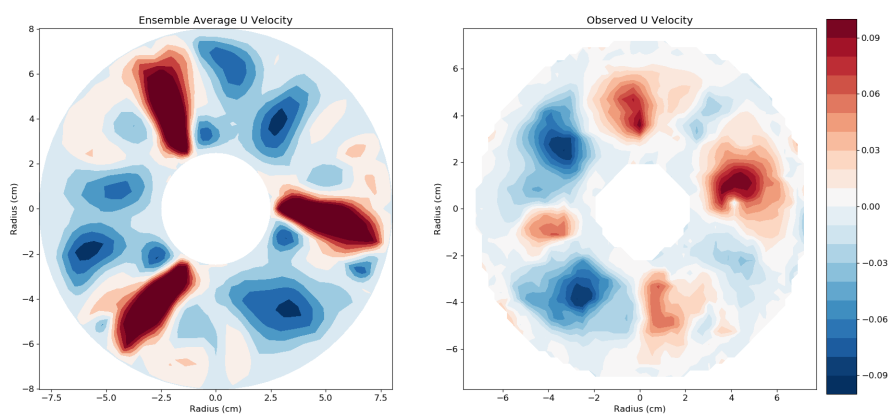 Ensemble Average U Velocity
8
6
4
2
0
−2
−4
−6
−8
Radius (cm)
−7.5 −5.0 −2.5 0.0 2.5 5.0 7.5
Radius (cm)
Observed U Velocity
6
4
2
0
−2
−4
−6
Radius (cm)
−6 −4 −2 0 2 4 6
Radius (cm)
0.09
0.06
0.03
0.00
−0.03
−0.06
−0.09